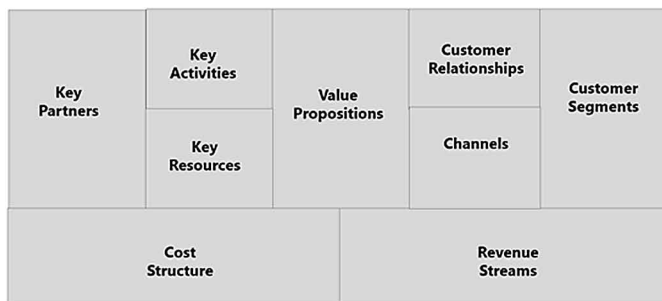 Key
Partners
Key
Activities
Key
Resources
Value
Propositions
Customer
Relationships
Channels
Customer
Segments
Cost
Structure
Revenue
Streams